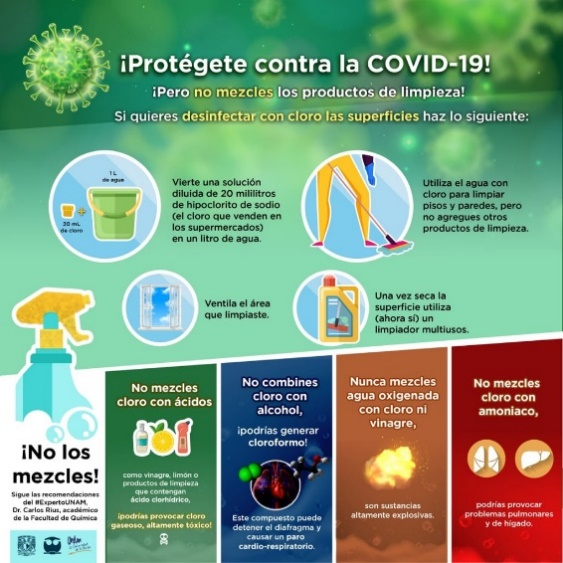 ¡Protégete contra la COVID-19!
¡Pero no mezcles los productos de limpieza!
Si quieres desinfectar con cloro las superficies haz lo siguiente:
1 L
de agua
20 mL
de cloro
Vierte una solución
diluida de 20 mililitros
de hipoclorito de sodio
(el cloro que venden en
los supermercados)
en un litro de agua.
Utiliza el agua con
cloro para limpiar
pisos y paredes, pero
no agregues otros
productos de limpieza.
Ventila el área
que limpiaste.
Una vez seca la
superficie utiliza
(ahora sí) un
limpiador multiusos.
¡No los
mezcles!
Sigue las recomendaciones
del #ExpertoUNAM,
Dr. Carlos Rius, académico
de la Facultad de Química
No mezcles
cloro con ácidos
como vinagre, limón o
productos de limpieza
que contengan
ácido clorhídrico,
¡podrías provocar cloro
gaseoso, altamente tóxico!
No combines
cloro con
alcohol,
¡podrías generar
cloroformo!
Este compuesto puede
detener el diafragma y
causar un paro
cardio-respiratorio.
Nunca mezcles
agua oxigenada
con cloro ni
vinagre,
son sustancias
altamente explosivas.
No mezcles
cloro con
amoniaco,
podrías provocar
problemas pulmonares
y de hígado.